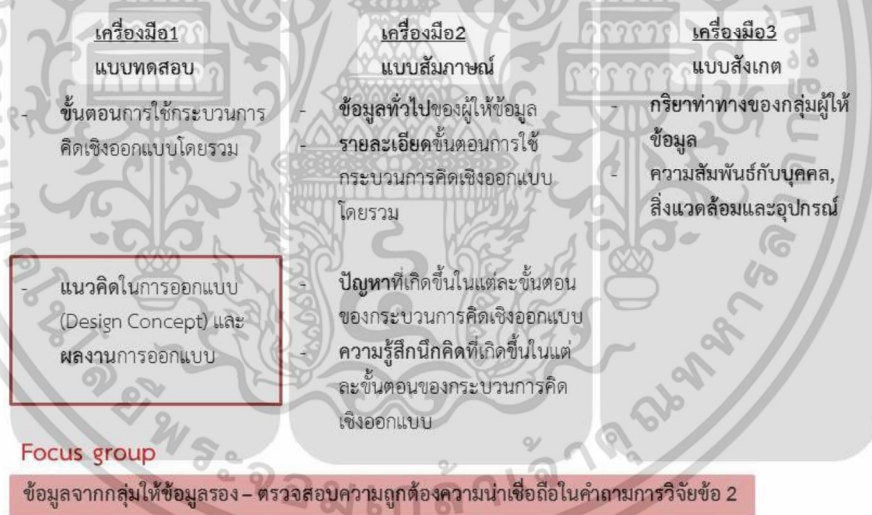 เครื่องมือ1
แบบทดสอบ
- ขั้นตอนการใช้กระบวนการ
คิดเชิงออกแบบโดยรวม
- แนวคิดในการออกแบบ
(Design Concept) และ
ผลงานการออกแบบ
เครื่องมือ2
แบบสัมภาษณ์
- ข้อมูลทั่วไปของผู้ให้ข้อมูล
- รายละเอียดขั้นตอนการใช้
กระบวนการคิดเชิงออกแบบ
โดยรวม
- ปัญหาที่เกิดขึ้นในแต่ละขั้นตอน
ของกระบวนการคิดเชิงออกแบบ
- ความรู้สึกนึกคิดที่เกิดขึ้นในแต่
ละขั้นตอนของกระบวนการคิด
เชิงออกแบบ
เครื่องมือ3
แบบสังเกต
- กริยาท่าทางของกลุ่มผู้ให้
ข้อมูล
- ความสัมพันธ์กับบุคคล,
สิ่งแวดล้อมและอุปกรณ์
Focus group
ข้อมูลจากกลุ่มให้ข้อมูลรอง – ตรวจสอบความถูกต้องความน่าเชื่อถือในคำถามการวิจัยข้อ 2